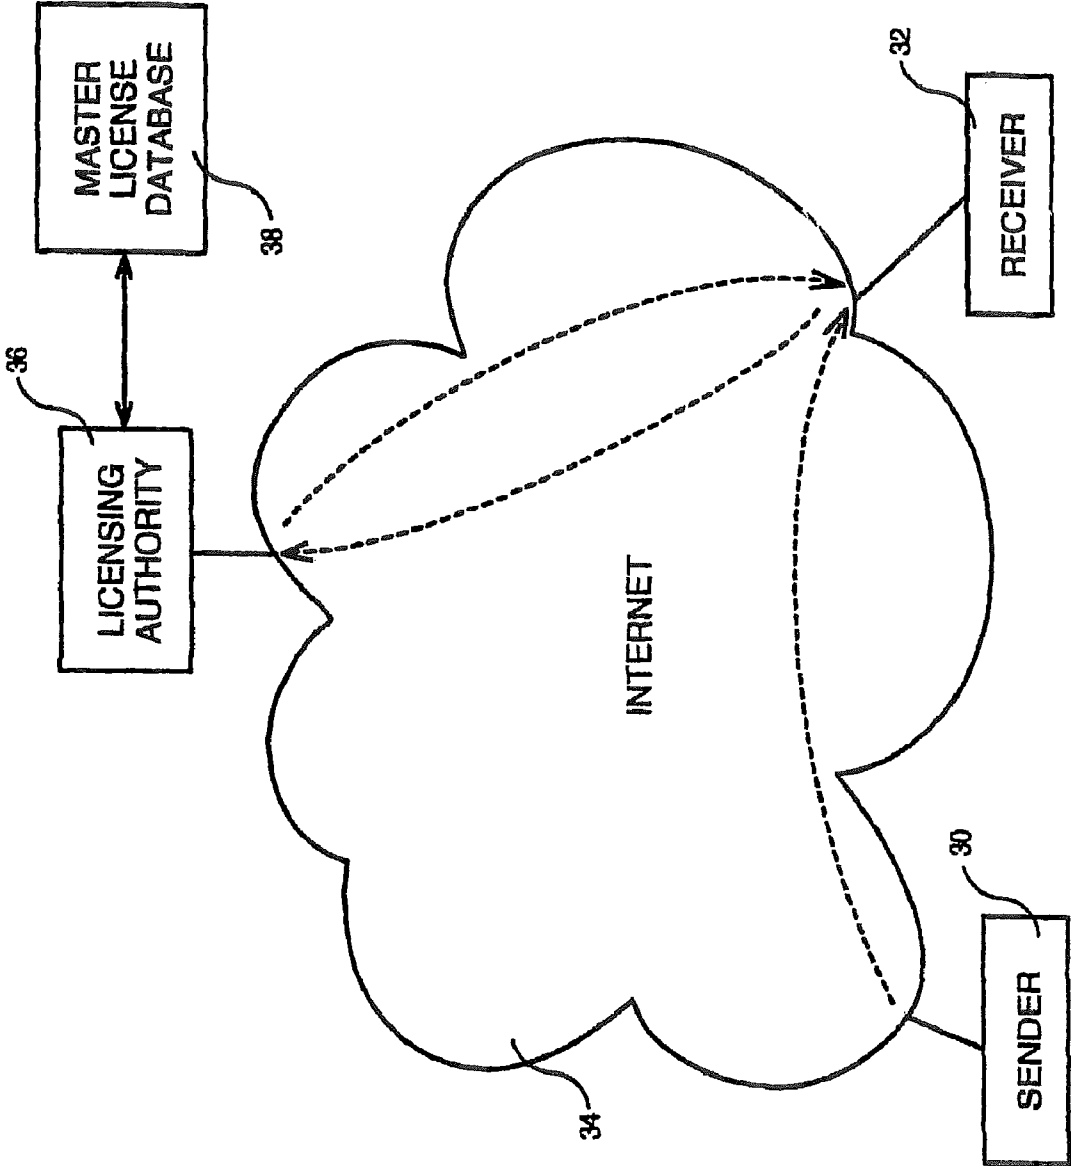 36
LICENSING
AUTHORITY
MASTER
LICENSE
DATABASE
38
INTERNET
34
30
SENDER
32
RECEIVER